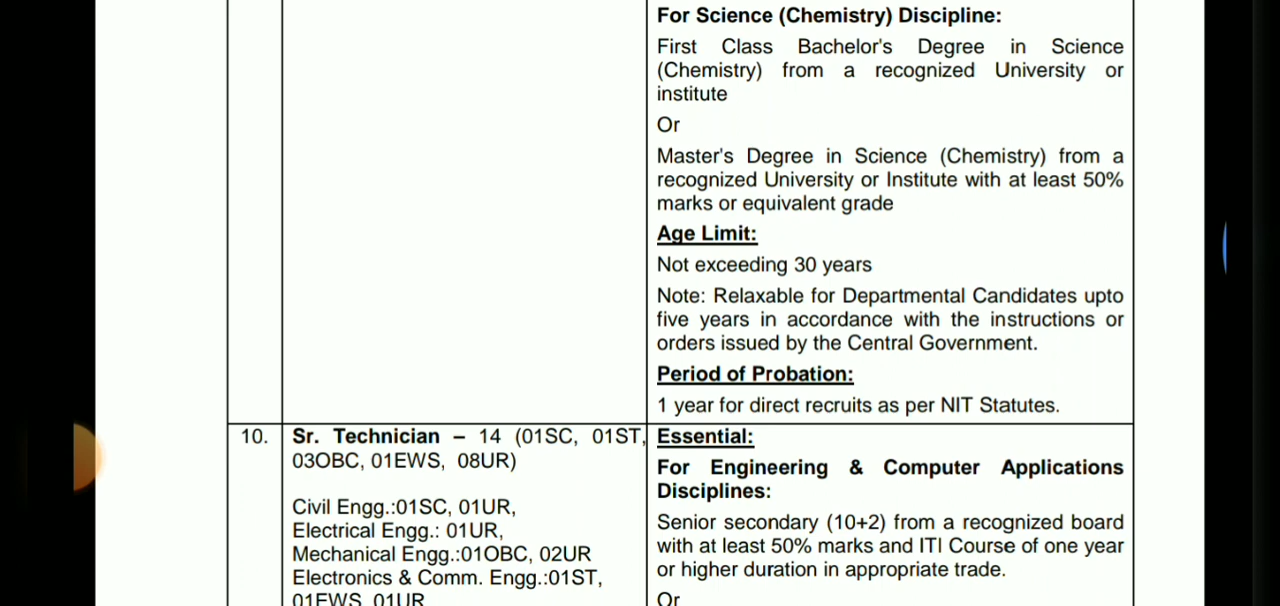 For Science (Chemistry) Discipline:
First Class Bachelor's Degree in Science
(Chemistry) from a recognized University or
institute
Or
Master's Degree in Science (Chemistry) from a
recognized University or Institute with at least 50%
marks or equivalent grade
Age Limit:
Not exceeding 30 years
Note: Relaxable for Departmental Candidates upto
five years in accordance with the instructions or
orders issued by the Central Government.
Period of Probation:
1 year for direct recruits as per NIT Statutes.
10.
Sr. Technician – 14 (01SC, 01ST,
03OBC, 01EWS, 08UR)
Civil Engg.:01SC, 01UR,
Electrical Engg.: 01UR,
Mechanical Engg.:01OBC, 02UR
Electronics & Comm. Engg.:01ST,
01EWS, 01UR
Essential:
For Engineering & Computer Applications
Disciplines:
Senior secondary (10+2) from a recognized board
with at least 50% marks and ITI Course of one year
or higher duration in appropriate trade.
Or